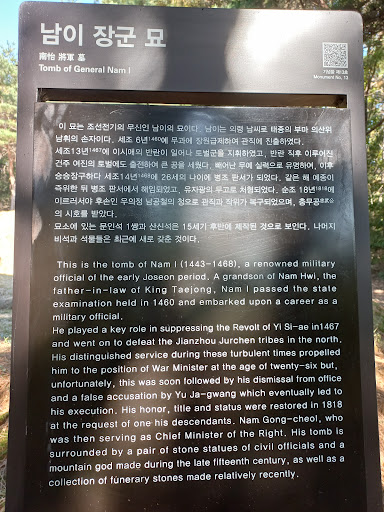 남이 장군 묘
南怡 將軍 墓
Tomb of General Nam I
기념물 제13호
Monument No. 13
이 묘는 조선전기의 무신인 남이의 묘이다. 남이는 의령 남씨로 태종의 부마 의산위
남휘의 손자이다. 세조 6년1460에 무과에 장원급제하여 관직에 진출하였다.
세조13년1467에 이시애의 반란이 일어나 토벌군을 지휘하였고, 반란 직후 이루어진
건주 여진의 토벌에도 출전하여 큰 공을 세웠다. 빼어난 무예 실력으로 유명하여, 이후
승승장구하다 세조14년1468에 26세의 나이에 병조 판서가 되었다. 같은 해 예종이
즉위한 뒤 병조 판서에서 해임되었고, 유자광의 무고로 처형되었다. 순조 18년1818에
이르러서야 후손인 우의정 남공철의 청으로 관직과 작위가 복구되었으며, 충무공忠武公
의 시호를 받았다.
묘소에 있는 문인석 1쌍과 산신석은 15세기 후반에 제작된 것으로 보인다. 나머지
비석과 석물들은 최근에 새로 갖춘 것이다.
This is the tomb of Nam I (1443-1468), a renowned military
official of the early Joseon period. A grandson of Nam Hwi, the
father-in-law of King Taejong, Nam I passed the state
examination held in 1460 and embarked upon a career as a
military official.
He played a key role in suppressing the Revolt of Yi Si-ae in1467
and went on to defeat the Jianzhou Jurchen tribes in the north.
His distinguished service during these turbulent times propelled
him to the position of War Minister at the age of twenty-six but,
unfortunately, this was soon followed by his dismissal from office
and a false accusation by Yu Ja-gwang which eventually led to
his execution. His honor, title and status were restored in 1818
at the request of one his descendants. Nam Gong-cheol, who
was then serving as Chief Minister of the Right. His tomb is
surrounded by a pair of stone statues of civil officials and a
mountain god made during the late fifteenth century, as well as a
collection of funerary stones made relatively recently.